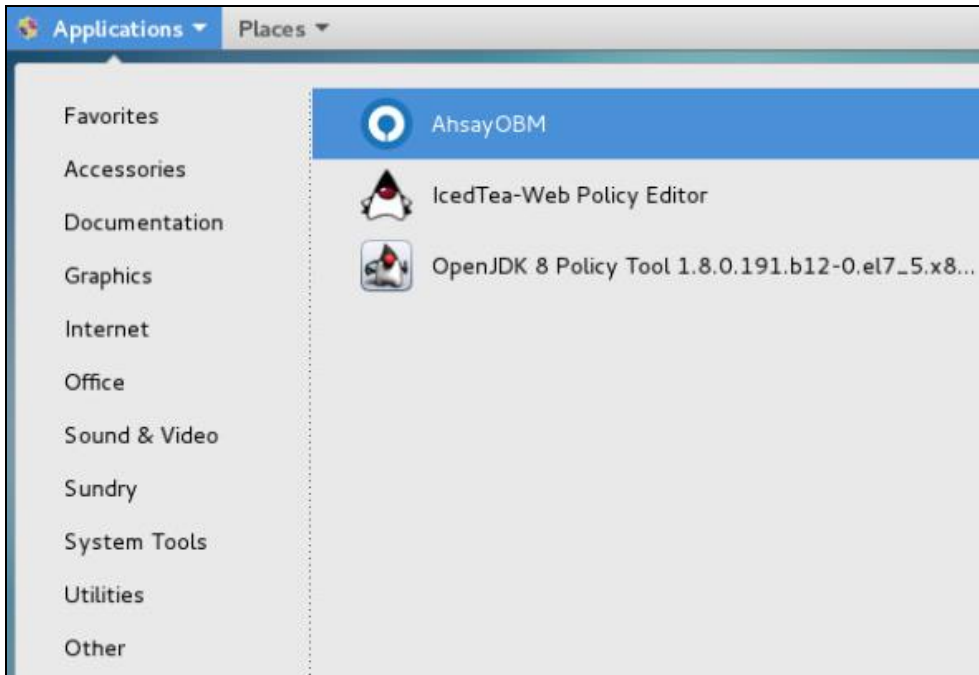 Applications Places
Favorites
Accessories
Documentation
Graphics
Internet
Office
Sound & Video
Sundry
System Tools
Utilities
Other
AhsayOBM
IcedTea-Web Policy Editor
OpenJDK 8 Policy Tool 1.8.0.191.b12-0.el7_5.x8...